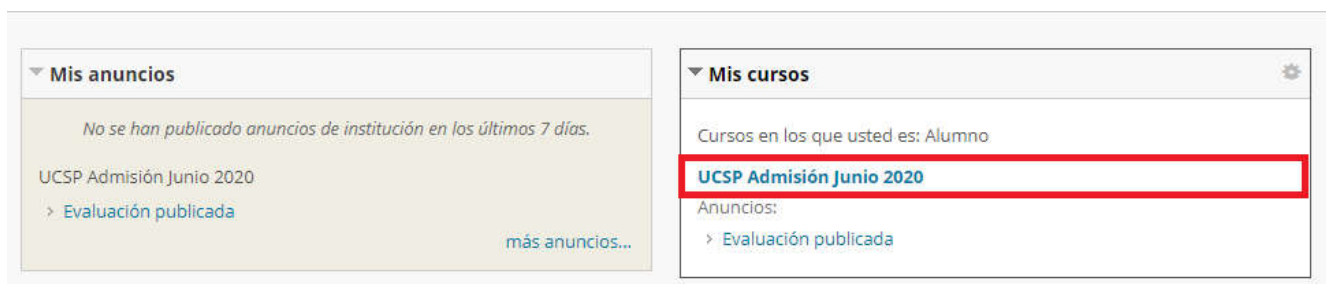 Mis anuncios
No se han publicado anuncios de institución en los últimos 7 días.
UCSP Admisión Junio 2020
> Evaluación publicada
más anuncios...
Mis cursos
Cursos en los que usted es: Alumno
UCSP Admisión Junio 2020
Anuncios:
> Evaluación publicada